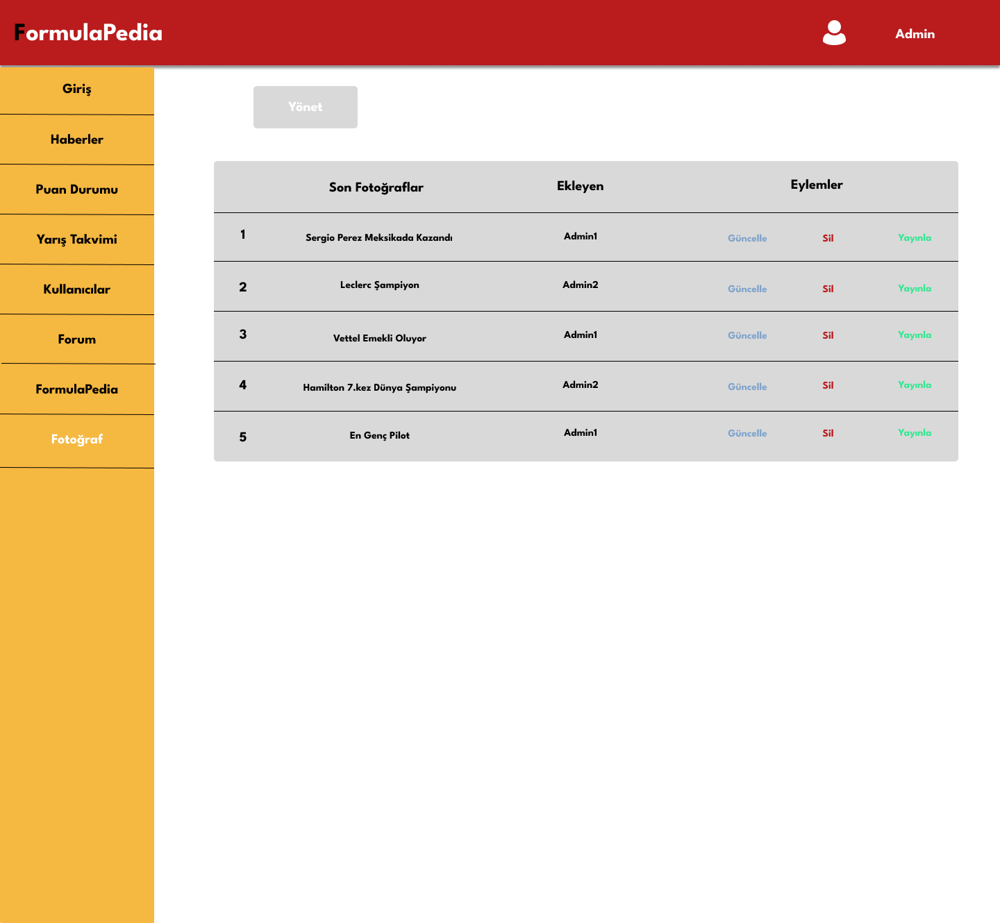 FormulaPedia
Admin
Giriş
Haberler
Puan Durumu
Yarış Takvimi
Kullanıcılar
Forum
FormulaPedia
Fotoğraf
Yönet
Son Fotoğraflar Ekleyen Eylemler
1 Sergio Perez Meksikada Kazandı Admin1 Güncelle Sil Yayınla
2 Leclerc Şampiyon Admin2 Güncelle Sil Yayınla
3 Vettel Emekli Oluyor Admin1 Güncelle Sil Yayınla
4 Hamilton 7.kez Dünya Şampiyonu Admin2 Güncelle Sil Yayınla
5 En Genç Pilot Admin1 Güncelle Sil Yayınla